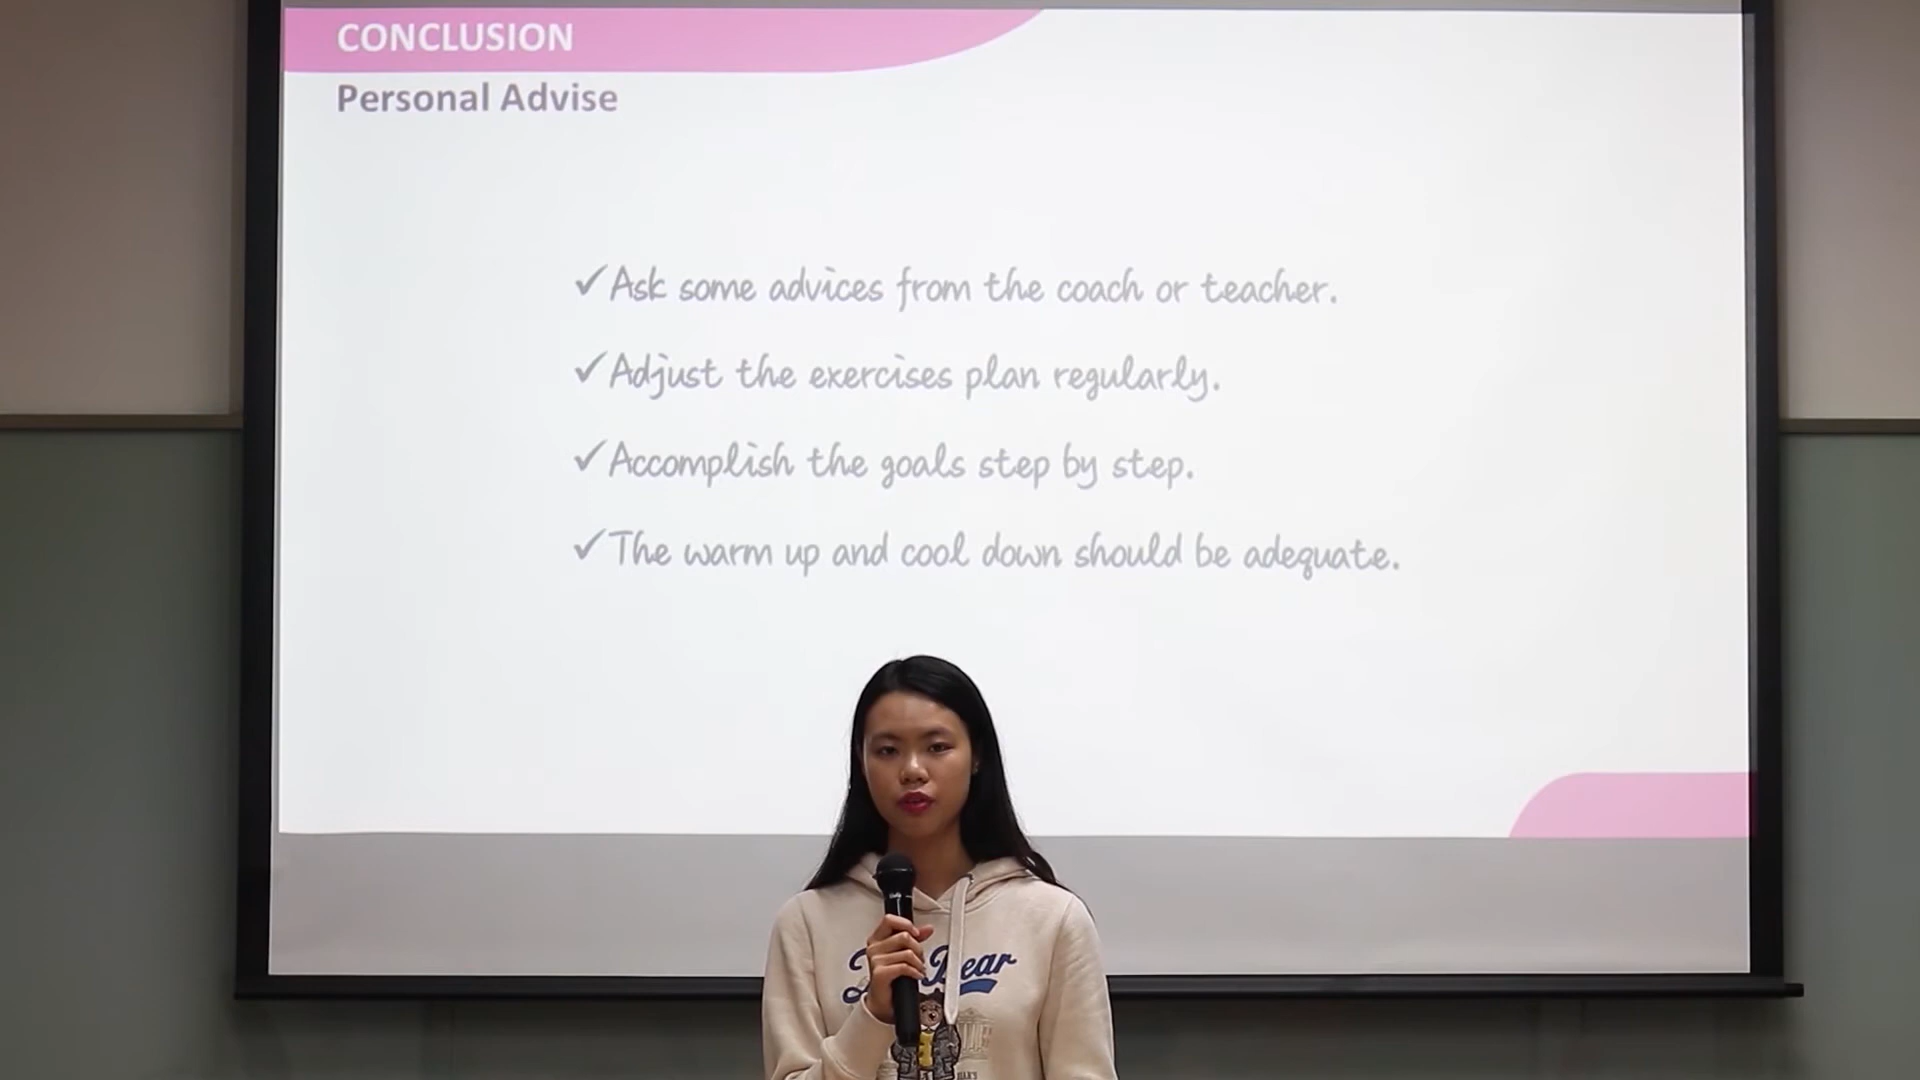 CONCLUSION
Personal Advise
✓Ask some advices from the coach or teacher.
✓Adjust the exercises plan regularly.
✓Accomplish the goals step by step.
✓The warm up and cool down should be adequate.
Bear